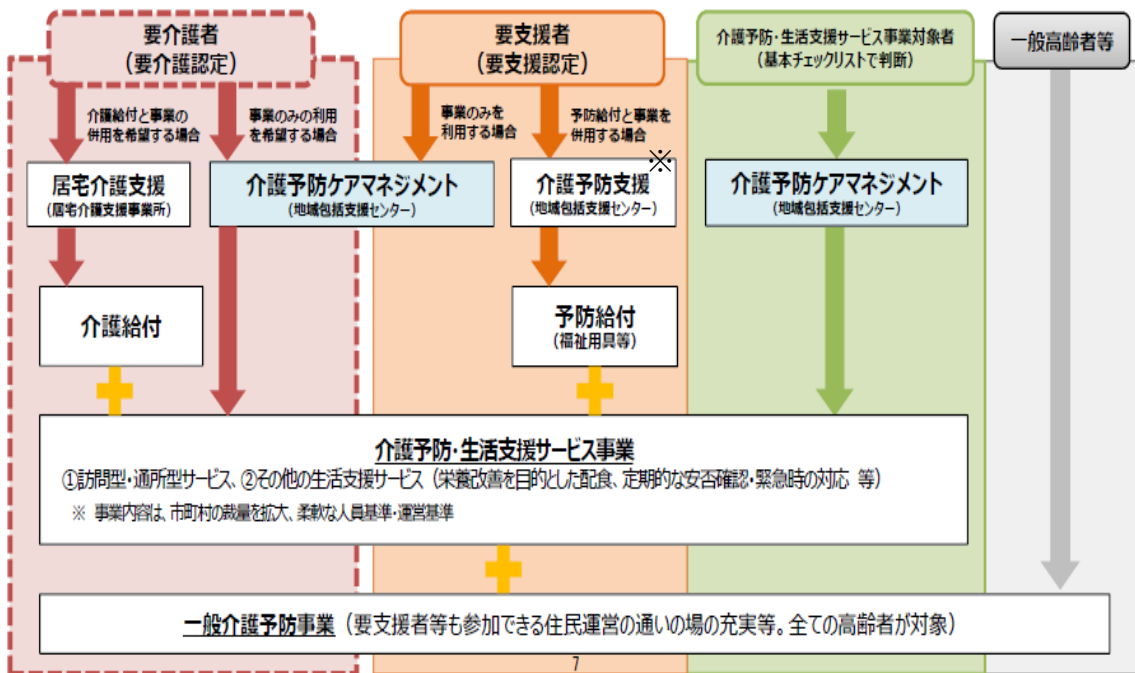 要介護者
(要介護認定)
要支援者
(要支援認定)
介護予防・生活支援サービス事業対象者
(基本チェックリストで判断)
一般高齢者等
介護給付と事業の
併用を希望する場合
事業のみの利用
を希望する場合
事業のみを
利用する場合
予防給付と事業を
併用する場合
※
居宅介護支援
(居宅介護支援事業所)
介護予防ケアマネジメント
(地域包括支援センター)
介護予防支援
(地域包括支援センター)
介護予防ケアマネジメント
(地域包括支援センター)
介護給付
予防給付
(福祉用具等)
介護予防・生活支援サービス事業
①訪問型・通所型サービス、②その他の生活支援サービス(栄養改善を目的とした配食、定期的な安否確認・緊急時の対応 等)
※ 事業内容は、市町村の裁量を拡大、柔軟な人員基準・運営基準
一般介護予防事業(要支援者等も参加できる住民運営の通いの場の充実等。全ての高齢者が対象)
7